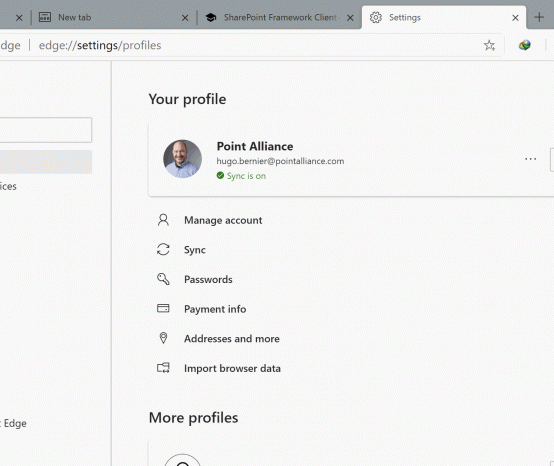 New tab
SharePoint Framework Client
Settings
dge
edge://settings/profiles
Your profile
Point Alliance
hugo.bernier@pointalliance.com
Sync is on
ices
Manage account
Sync
Passwords
Payment info
Addresses and more
Import browser data
More profiles
t Edge